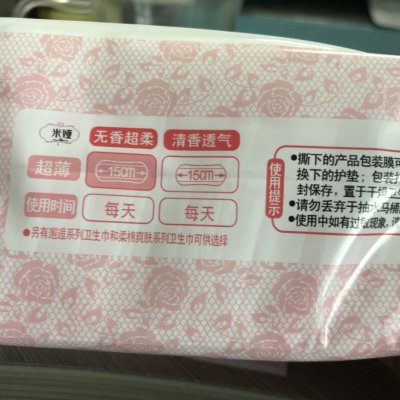 米娅 无香超柔 清香透气
超薄 15cm 15cm
使用时间 每天 每天
●另有邂逅系列卫生巾和柔棉爽肤系列卫生巾可供选择
使用提示
●撕下的产品包装膜可
换下的护垫；包装
封保存，置于干燥
●请勿丢弃于抽水马桶
●使用中如有过敏现象，